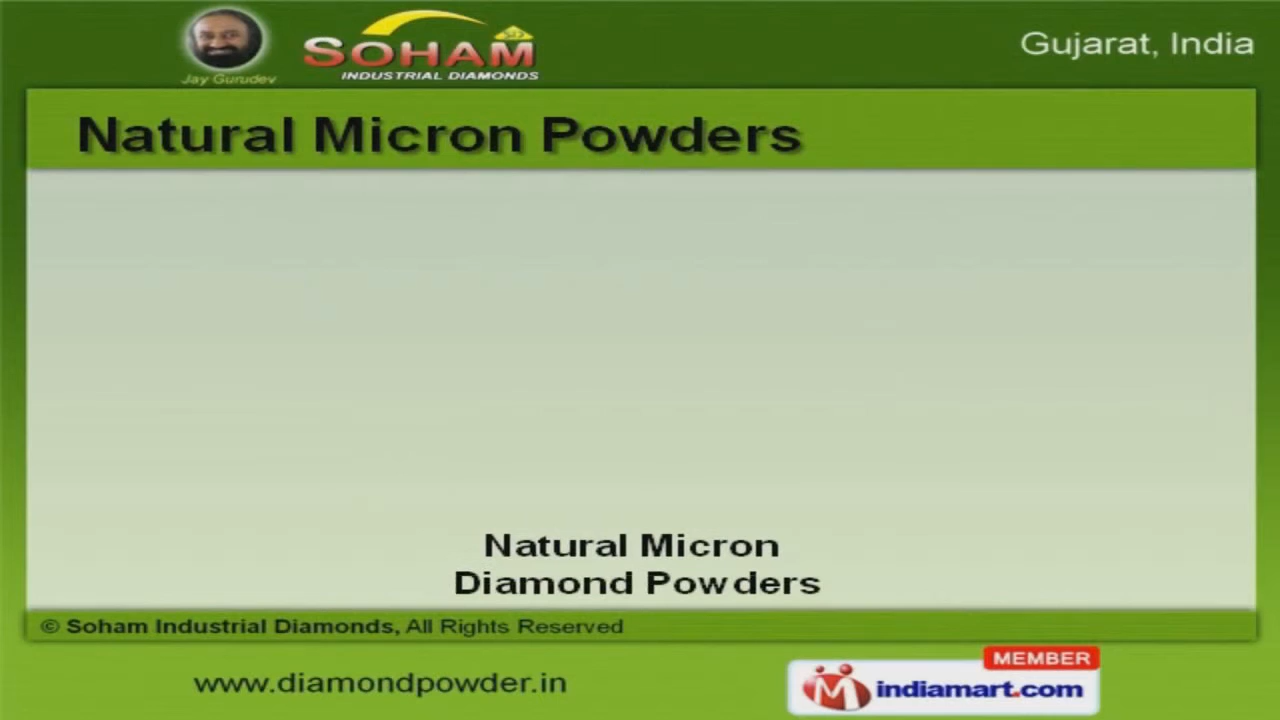 Jay Gurudev
SOHAM
INDUSTRIAL DIAMONDS
Gujarat, India
Natural Micron Powders
Natural Micron
Diamond Powders
© Soham Industrial Diamonds, All Rights Reserved
www.diamondpowder.in
MEMBER
indiamart.com